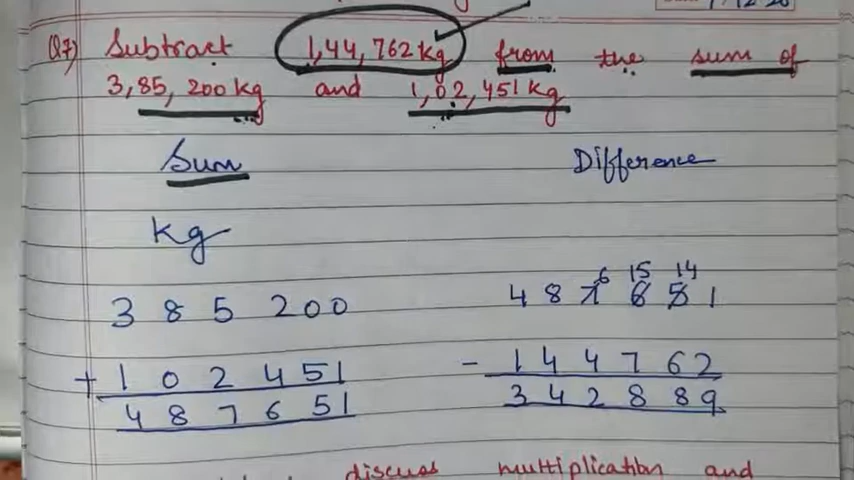 Q7) Subtract 1,44,762 kg from the sum of
3,85,200 kg and 1,02,451 kg
Sum Difference
Kg
6 15 14
3 8 5 2 0 0 4 8 7 6 5 1
+ 1 0 2 4 5 1 - 1 4 4 7 6 2
4 8 7 6 5 1 3 4 2 8 8 9
discuss multiplication and